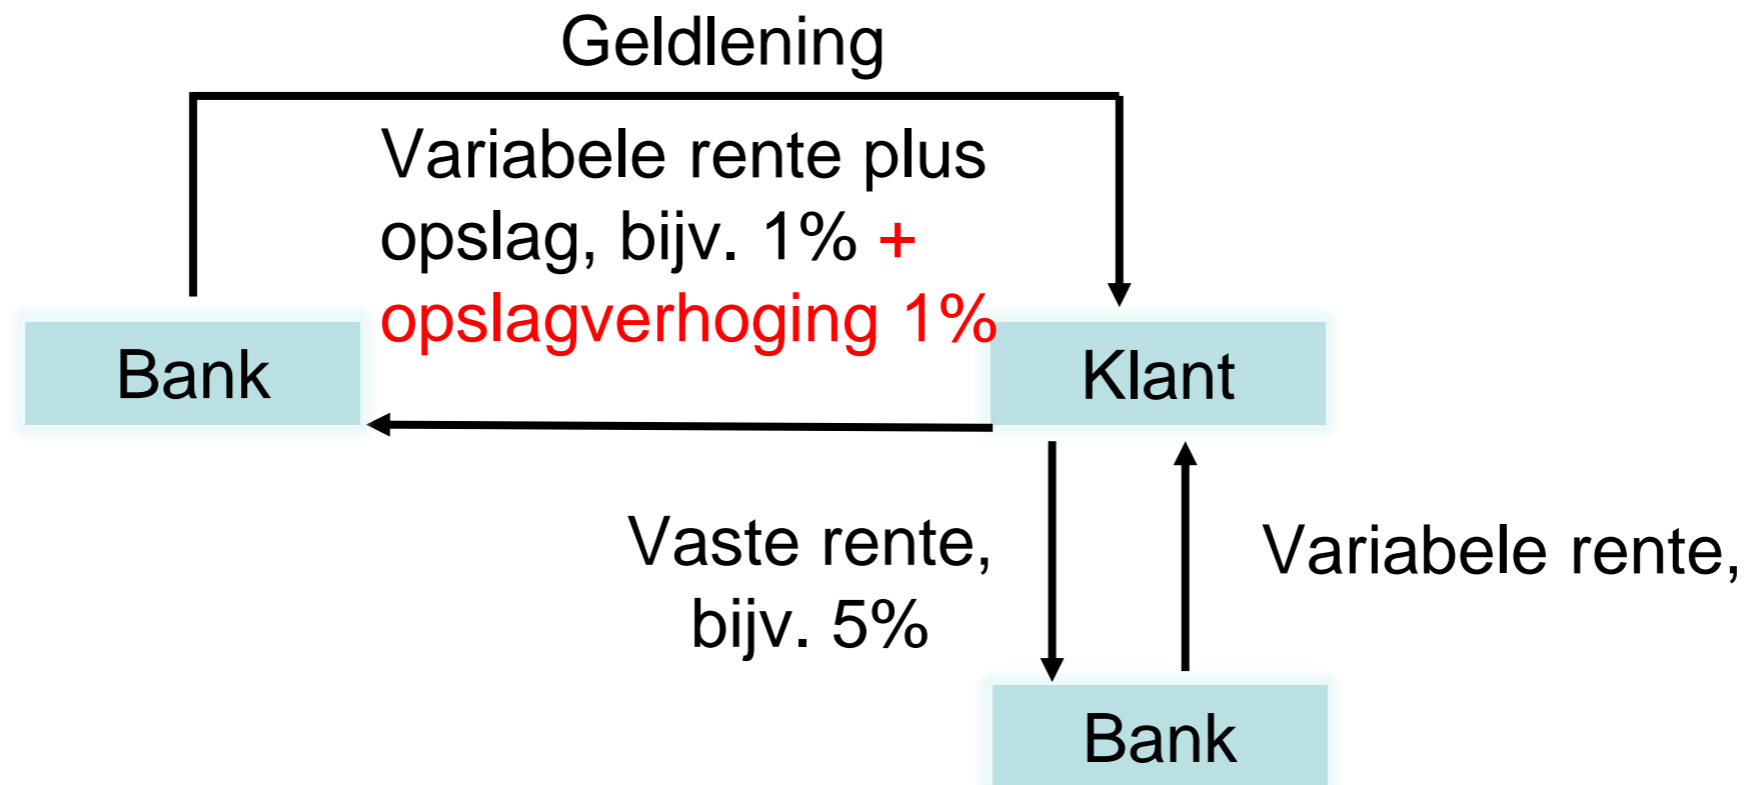 Geldlening
Variabele rente plus
opslag, bijv. 1% +
opslagverhoging 1%
Bank
Klant
Vaste rente,
bijv. 5%
Variabele rente,
Bank